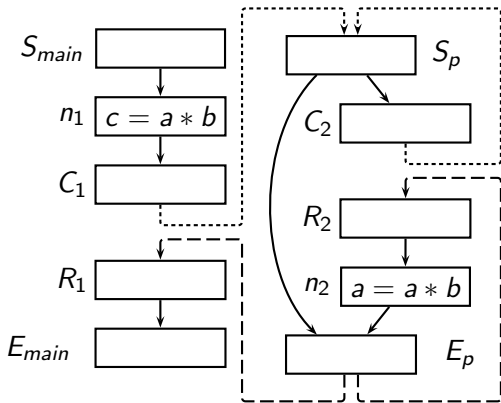 S_main
n_1
c = a * b
C_1
R_1
E_main
S_p
C_2
R_2
n_2
a = a * b
E_p